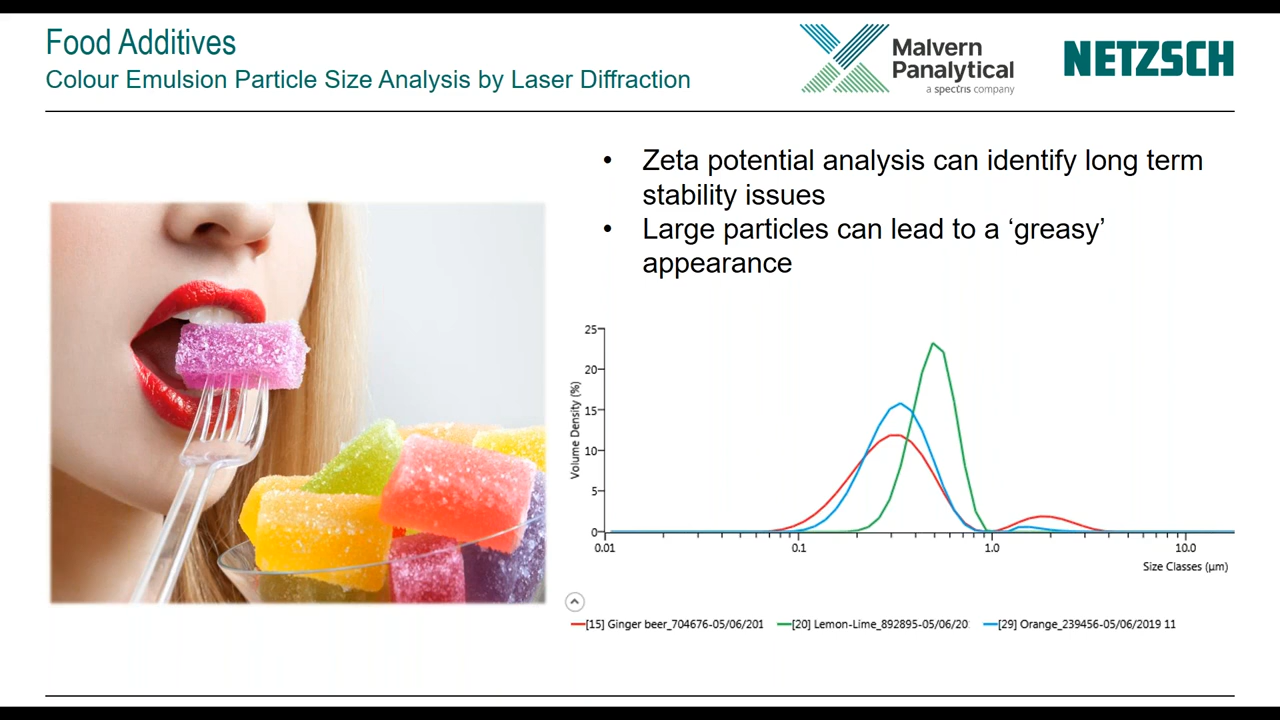 Food Additives
Colour Emulsion Particle Size Analysis by Laser Diffraction
Malvern
Panalytical
a spectris company
NETZSCH
• Zeta potential analysis can identify long term
stability issues
• Large particles can lead to a ‘greasy’
appearance
25
20
15
10
5
0
Volume Density (%)
0.01 0.1 1.0 10.0
Size Classes (µm)
[15] Ginger beer_704676-05/06/201 [20] Lemon-Lime_892895-05/06/20 [29] Orange_239456-05/06/2019 11